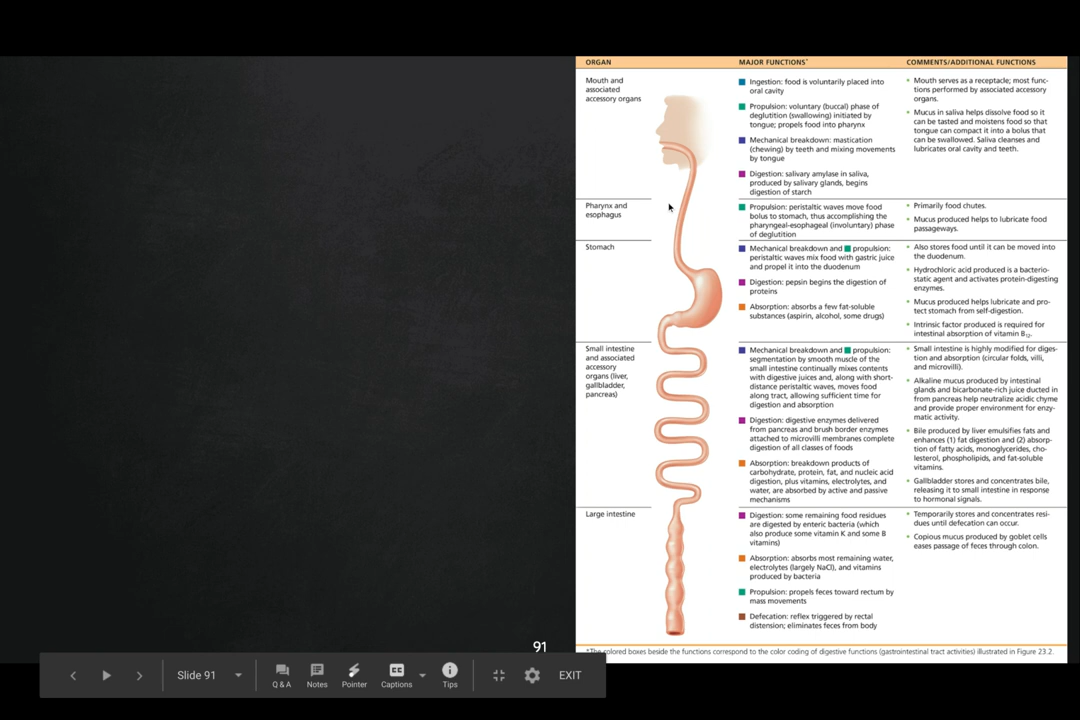 ORGAN
MAJOR FUNCTIONS*
COMMENTS/ADDITIONAL FUNCTIONS
Mouth and
associated
accessory organs
Ingestion: food is voluntarily placed into
oral cavity
Propulsion: voluntary (buccal) phase of
deglutition (swallowing) initiated by
tongue; propels food into pharynx
Mechanical breakdown: mastication
(chewing) by teeth and mixing movements
by tongue
Digestion: salivary amylase in saliva,
produced by salivary glands, begins
digestion of starch
• Mouth serves as a receptacle; most func-
tions performed by associated accessory
organs.
• Mucus in saliva helps dissolve food so it
can be tasted and moistens food so that
tongue can compact it into a bolus that
can be swallowed. Saliva cleanses and
lubricates oral cavity and teeth.
Pharynx and
esophagus
Propulsion: peristaltic waves move food
bolus to stomach, thus accomplishing the
pharyngeal-esophageal (involuntary) phase
of deglutition
• Primarily food chutes.
• Mucus produced helps to lubricate food
passageways.
Stomach
Mechanical breakdown and propulsion:
peristaltic waves mix food with gastric juice
and propel it into the duodenum
Digestion: pepsin begins the digestion of
proteins
Absorption: absorbs a few fat-soluble
substances (aspirin, alcohol, some drugs)
• Also stores food until it can be moved into
the duodenum.
• Hydrochloric acid produced is a bacterio-
static agent and activates protein-digesting
enzymes.
• Mucus produced helps lubricate and pro-
tect stomach from self-digestion.
• Intrinsic factor produced is required for
intestinal absorption of vitamin B12.
Small intestine
and associated
accessory
organs (liver,
gallbladder,
pancreas)
Mechanical breakdown and propulsion:
segmentation by smooth muscle of the
small intestine continually mixes contents
with digestive juices and, along with short-
distance peristaltic waves, moves food
along tract, allowing sufficient time for
digestion and absorption
Digestion: digestive enzymes delivered
from pancreas and brush border enzymes
attached to microvilli membranes complete
digestion of all classes of foods
Absorption: breakdown products of
carbohydrate, protein, fat, and nucleic acid
digestion, plus vitamins, electrolytes, and
water, are absorbed by active and passive
mechanisms
• Small intestine is highly modified for diges-
tion and absorption (circular folds, villi,
and microvilli).
• Alkaline mucus produced by intestinal
glands and bicarbonate-rich juice ducted in
from pancreas help neutralize acidic chyme
and provide proper environment for enzy-
matic activity.
• Bile produced by liver emulsifies fats and
enhances (1) fat digestion and (2) absorp-
tion of fatty acids, monoglycerides, cho-
lesterol, phospholipids, and fat-soluble
vitamins.
• Gallbladder stores and concentrates bile,
releasing it to small intestine in response
to hormonal signals.
Large intestine
Digestion: some remaining food residues
are digested by enteric bacteria (which
also produce some vitamin K and some B
vitamins)
Absorption: absorbs most remaining water,
electrolytes (largely NaCl), and vitamins
produced by bacteria
Propulsion: propels feces toward rectum by
mass movements
Defecation: reflex triggered by rectal
distension; eliminates feces from body
• Temporarily stores and concentrates resi-
dues until defecation can occur.
• Copious mucus produced by goblet cells
eases passage of feces through colon.
*The colored boxes beside the functions correspond to the color coding of digestive functions (gastrointestinal tract activities) illustrated in Figure 23.2.
91
Slide 91
Q & A
Notes
Pointer
CC
Captions
Tips
EXIT